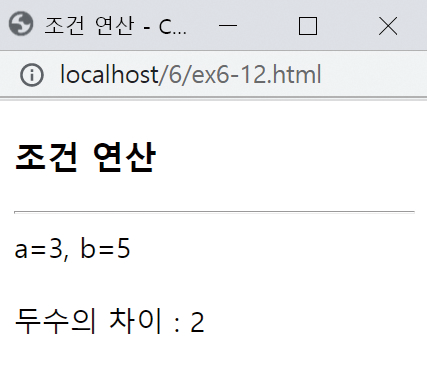 조건 연산 - C...
localhost/6/ex6-12.html
조건 연산
a=3, b=5
두수의 차이 : 2